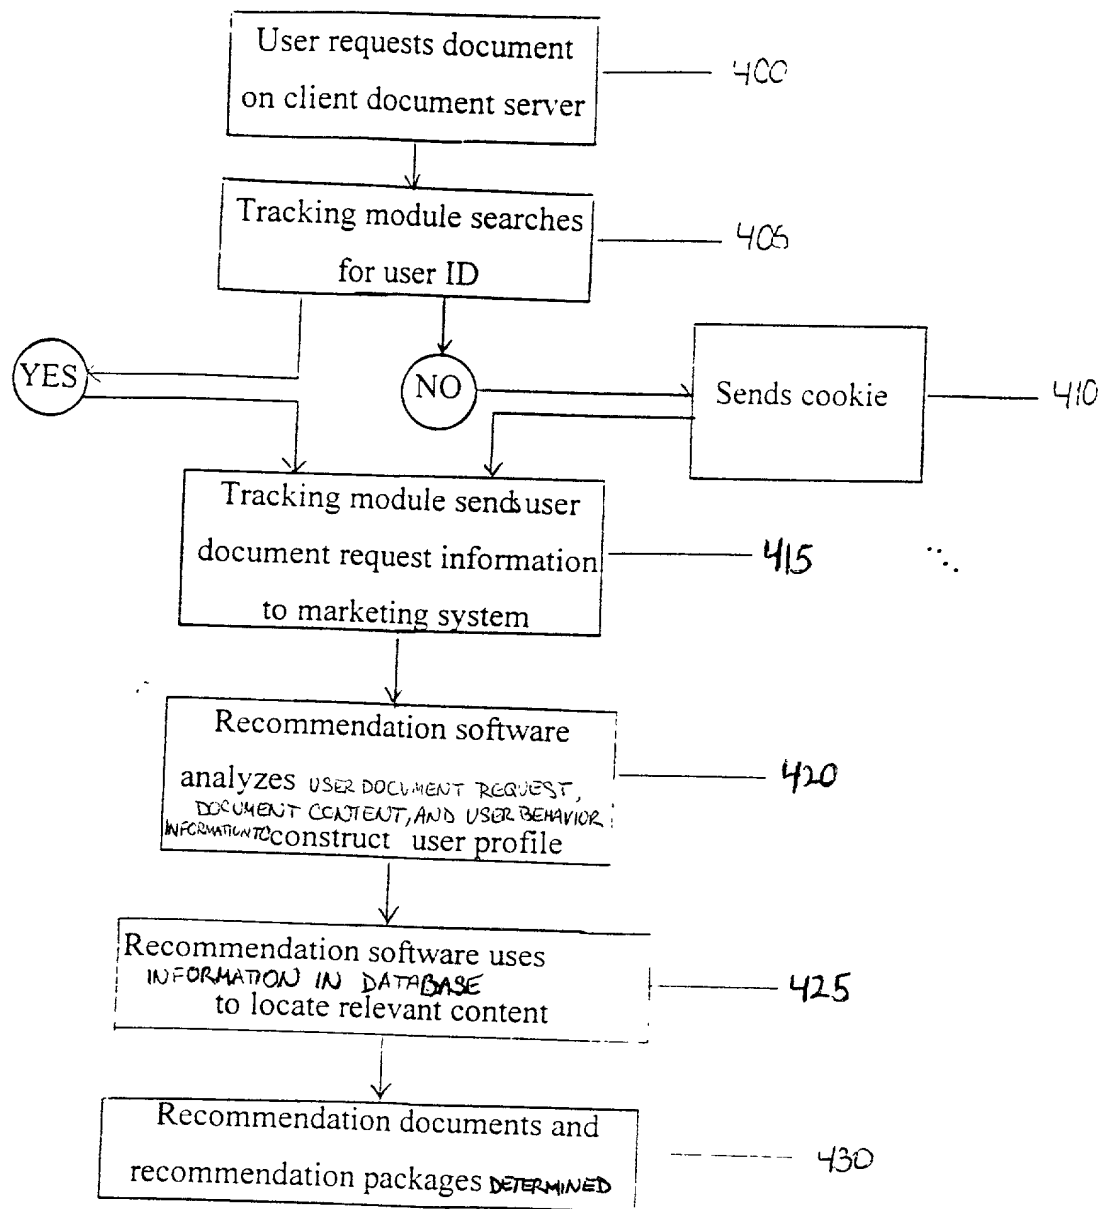 User requests document
on client document server
400
Tracking module searches
for user ID
405
YES
NO
Sends cookie
410
Tracking module sends user
document request information
to marketing system
415
Recommendation software
analyzes USER DOCUMENT REQUEST,
DOCUMENT CONTENT, AND USER BEHAVIOR
INFORMATION TO construct user profile
420
Recommendation software uses
INFORMATION IN DATABASE
to locate relevant content
425
Recommendation documents and
recommendation packages DETERMINED
430